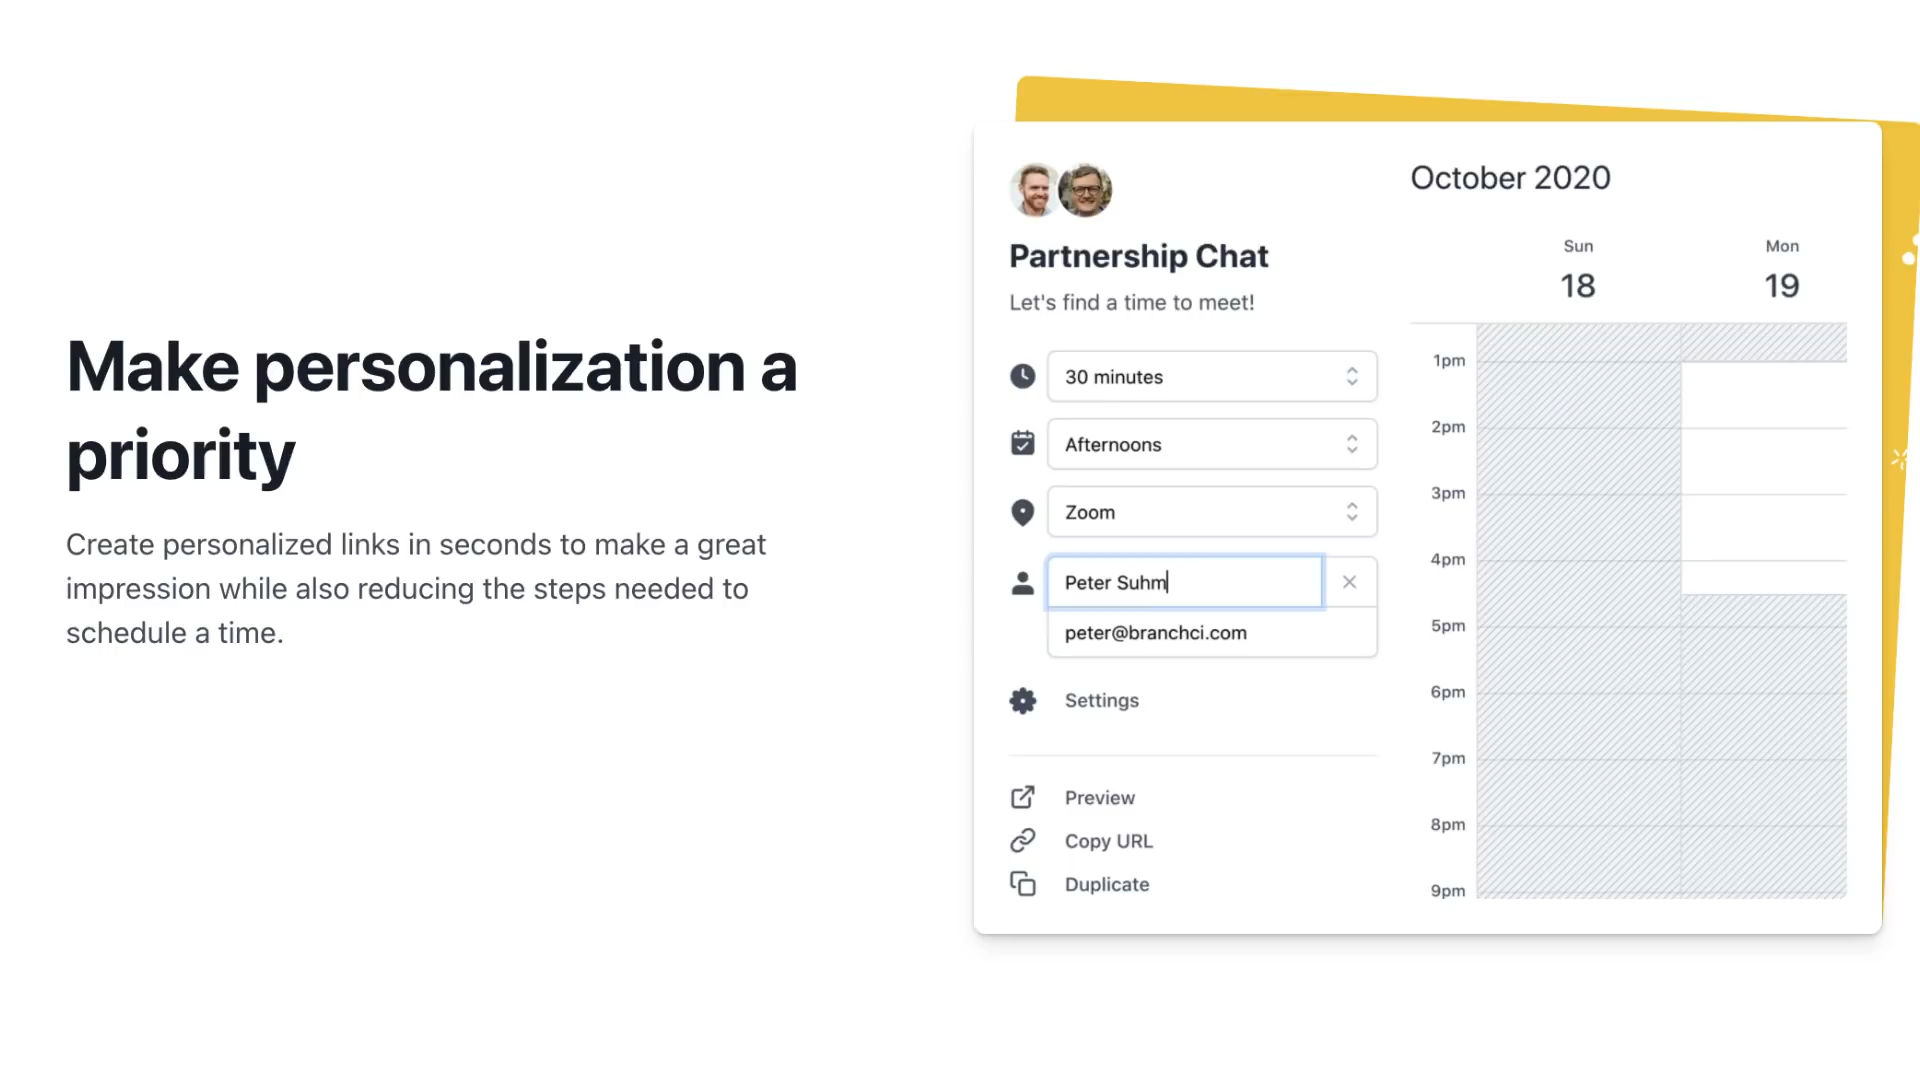 Make personalization a
priority
Create personalized links in seconds to make a great
impression while also reducing the steps needed to
schedule a time.
Partnership Chat
Let's find a time to meet!
30 minutes
Afternoons
Zoom
Peter Suhm
peter@branchci.com
Settings
Preview
Copy URL
Duplicate
October 2020
Sun Mon
18 19
1pm
2pm
3pm
4pm
5pm
6pm
7pm
8pm
9pm